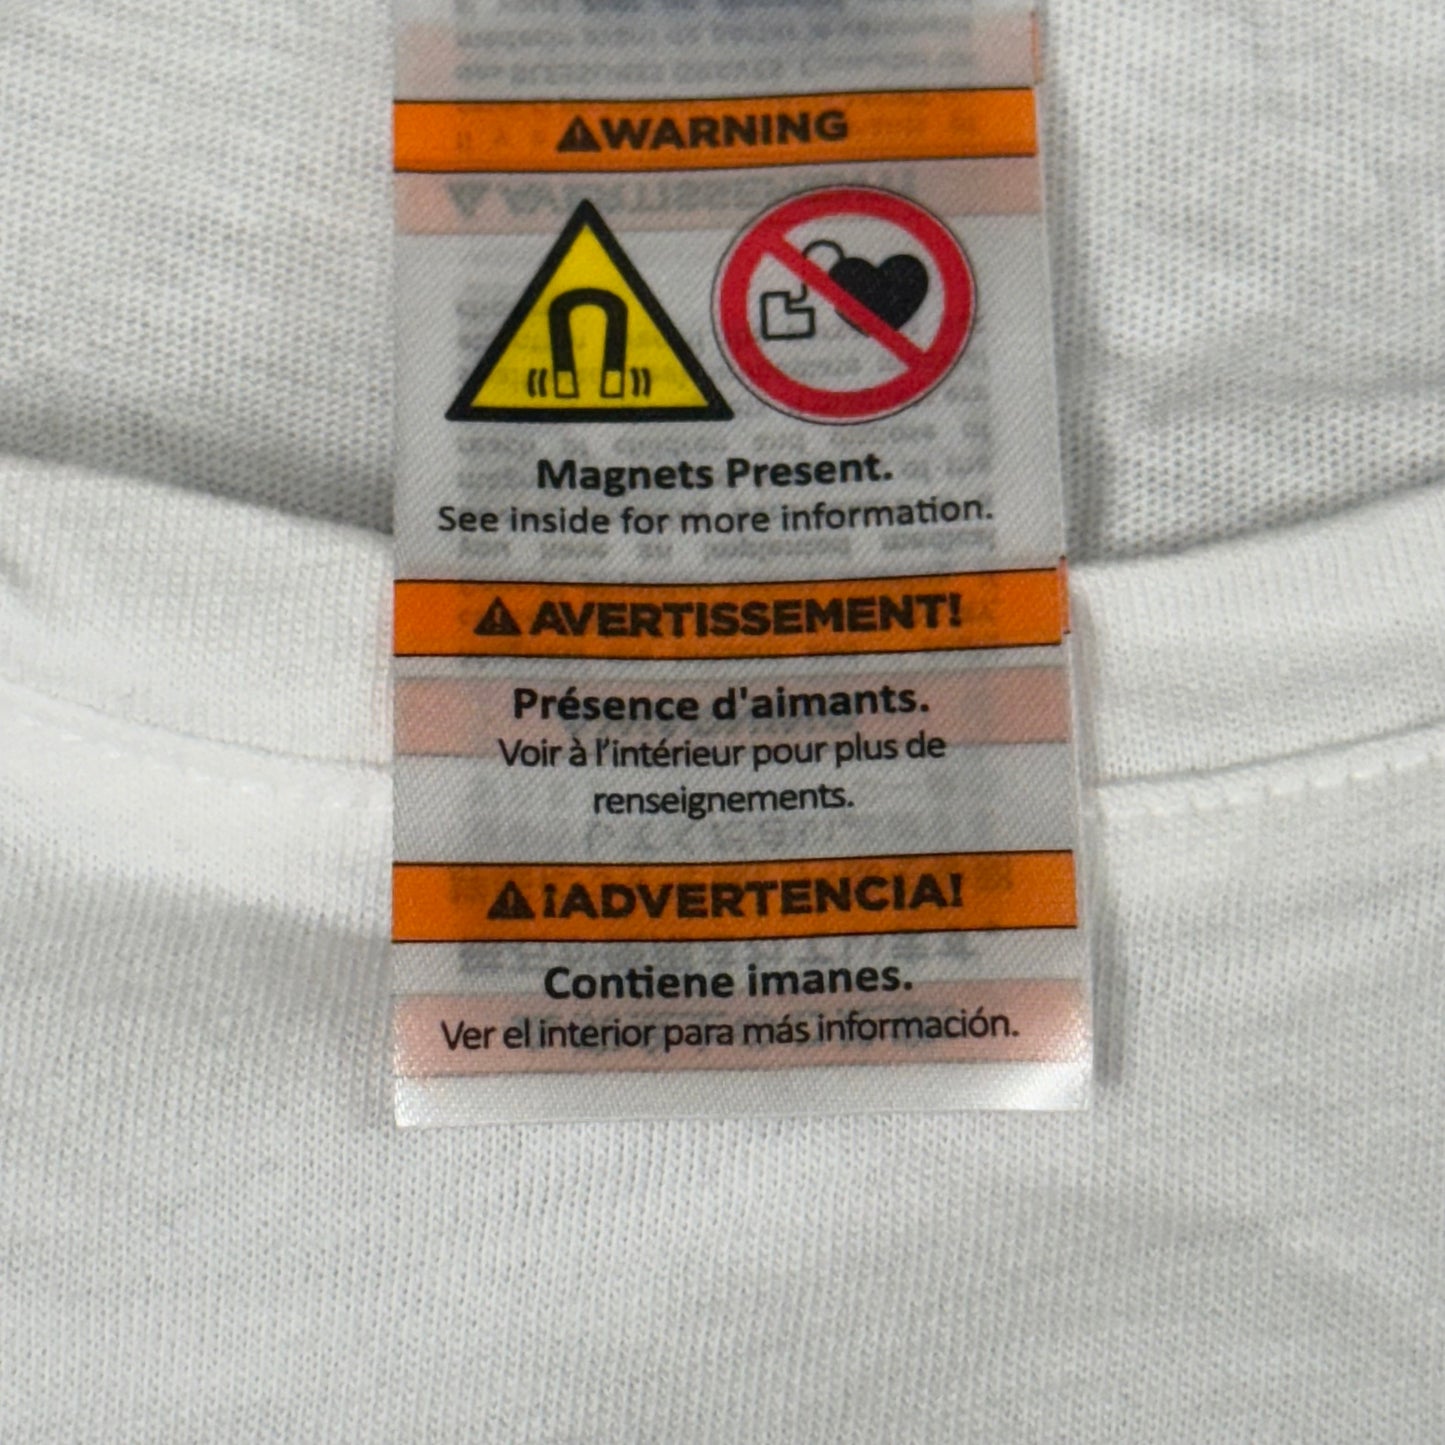 WARNING
Magnets Present.
See inside for more information.
AVERTISSEMENT!
Présence d'aimants.
Voir à l'intérieur pour plus de
renseignements.
¡ADVERTENCIA!
Contiene imanes.
Ver el interior para más información.